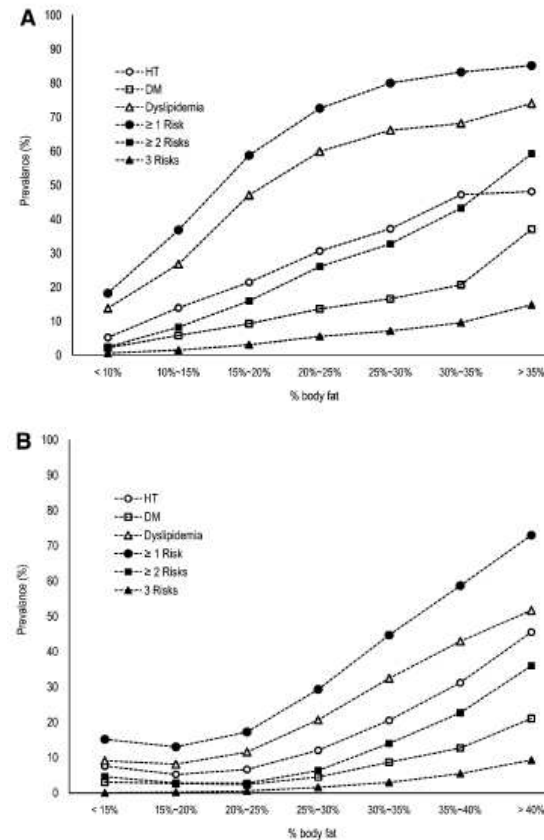 A
100
90
80
70
60
50
40
30
20
10
0
Prevalance (%)
HT
DM
Dyslipidemia
≥ 1 Risk
≥ 2 Risks
3 Risks
< 10% 10%~15% 15%~20% 20%~25% 25%~30% 30%~35% > 35%
% body fat
B
100
90
80
70
60
50
40
30
20
10
0
Prevalance (%)
HT
DM
Dyslipidemia
≥ 1 Risk
≥ 2 Risks
3 Risks
< 15% 15%~20% 20%~25% 25%~30% 30%~35% 35%~40% > 40%
% body fat